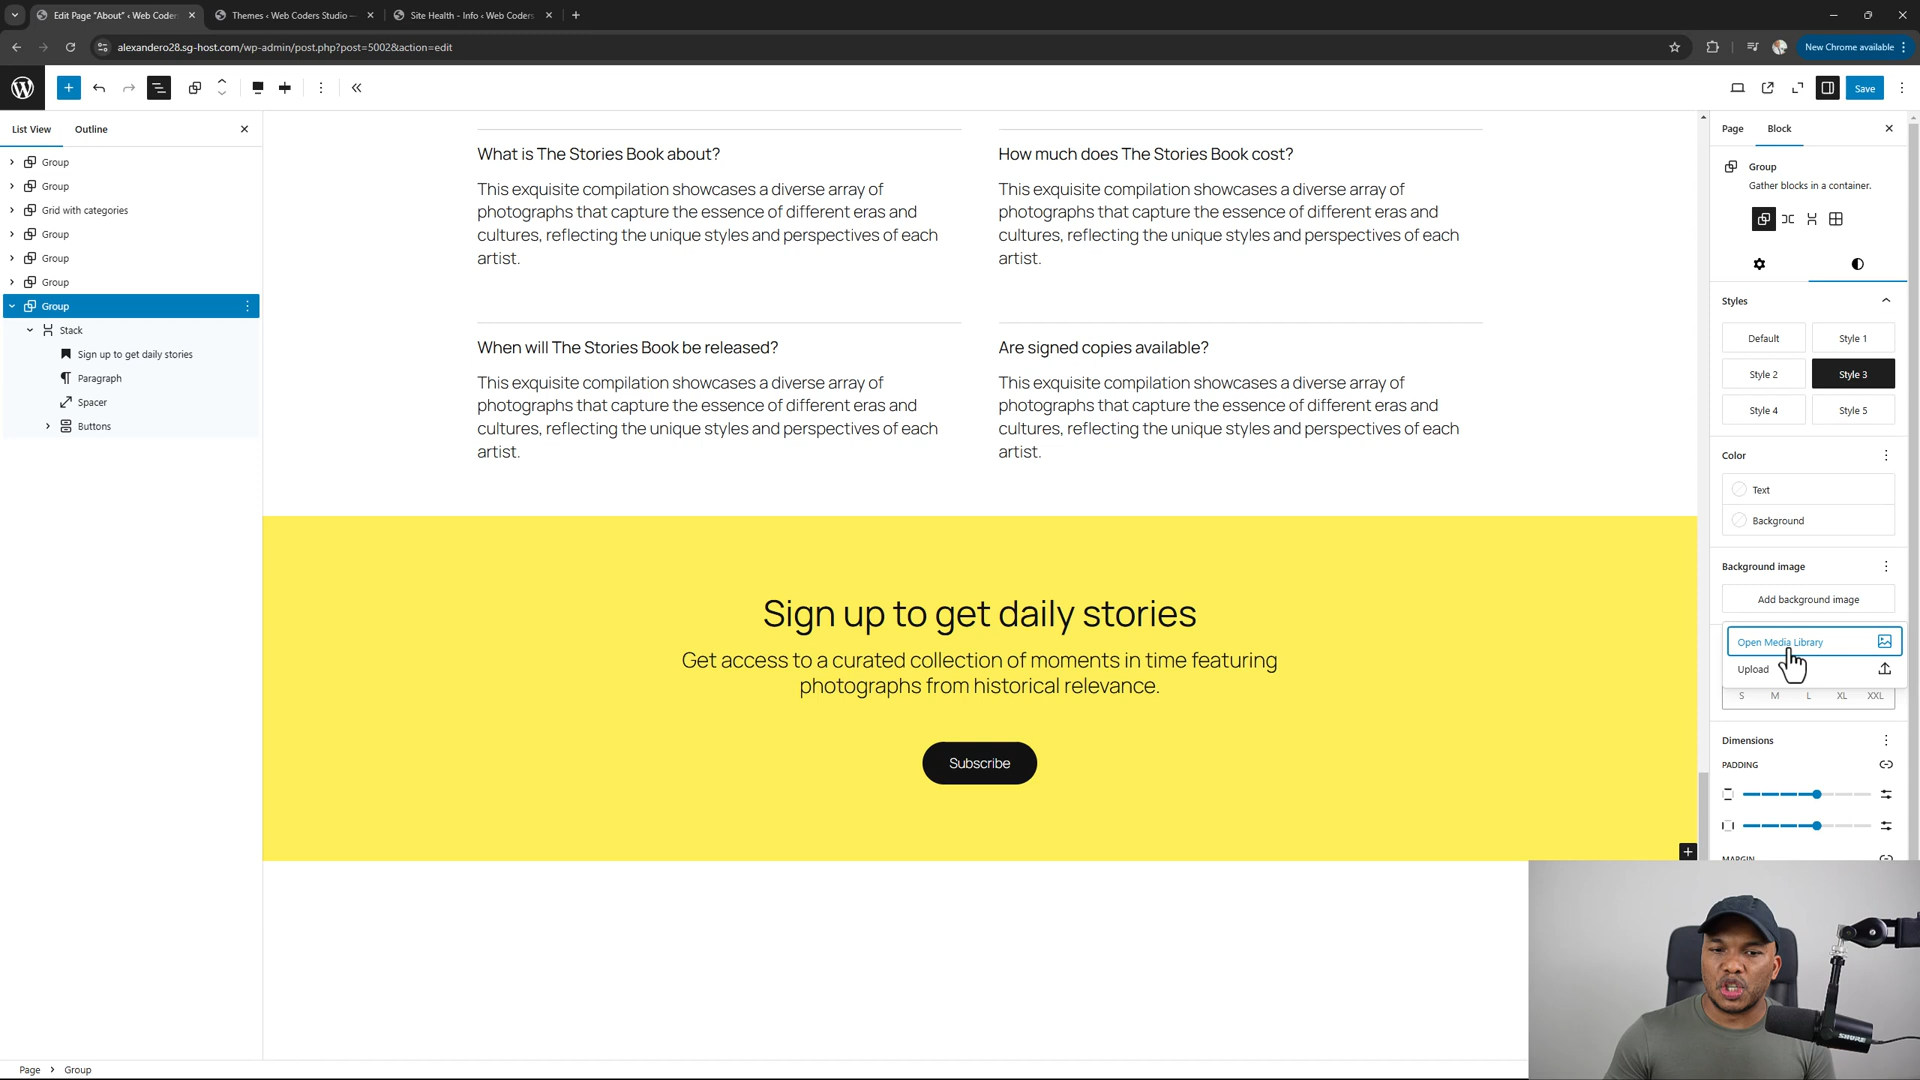 Edit Page "About" ‹ Web Coders
Themes ‹ Web Coders Studio —
Site Health - Info ‹ Web Coders
alexandero28.sg-host.com/wp-admin/post.php?post=5002&action=edit
New Chrome available
Save
List View
Outline
Group
Group
Grid with categories
Group
Group
Group
Group
Stack
Sign up to get daily stories
Paragraph
Spacer
Buttons
What is The Stories Book about?
This exquisite compilation showcases a diverse array of
photographs that capture the essence of different eras and
cultures, reflecting the unique styles and perspectives of each
artist.
How much does The Stories Book cost?
This exquisite compilation showcases a diverse array of
photographs that capture the essence of different eras and
cultures, reflecting the unique styles and perspectives of each
artist.
When will The Stories Book be released?
This exquisite compilation showcases a diverse array of
photographs that capture the essence of different eras and
cultures, reflecting the unique styles and perspectives of each
artist.
Are signed copies available?
This exquisite compilation showcases a diverse array of
photographs that capture the essence of different eras and
cultures, reflecting the unique styles and perspectives of each
artist.
Sign up to get daily stories
Get access to a curated collection of moments in time featuring
photographs from historical relevance.
Subscribe
Page
Block
Group
Gather blocks in a container.
Styles
Default
Style 1
Style 2
Style 3
Style 4
Style 5
Color
Text
Background
Background image
Add background image
Open Media Library
Upload
S M L XL XXL
Dimensions
PADDING
MARGIN
SHURE
Page
Group